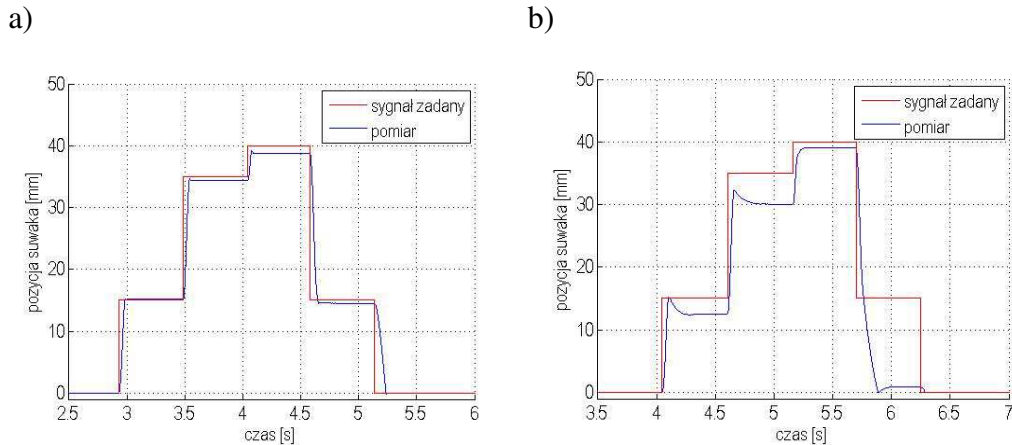 a)
b)
50
40
30
20
10
0
pozycja suwaka [mm]
sygnał zadany
pomiar
2.5 3 3.5 4 4.5 5 5.5 6
czas [s]
50
40
30
20
10
0
pozycja suwaka [mm]
sygnał zadany
pomiar
3.5 4 4.5 5 5.5 6 6.5 7
czas [s]